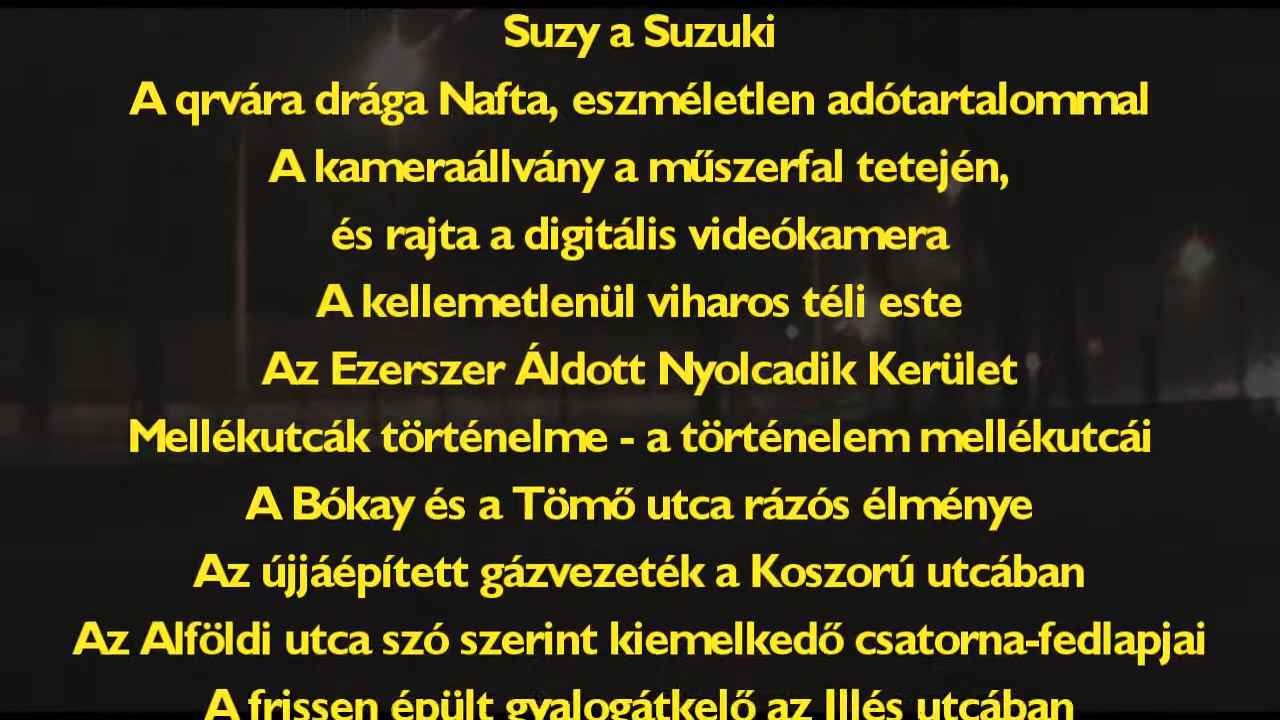 Suzy a Suzuki
A qrvára drága Nafta, eszméletlen adótartalommal
A kameraállvány a műszerfal tetején,
és rajta a digitális videókamera
A kellemetlenül viharos téli este
Az Ezerszer Áldott Nyolcadik Kerület
Mellékutcák történelme - a történelem mellékutcái
A Bókay és a Tömő utca rázós élménye
Az újjáépített gázvezeték a Koszorú utcában
Az Alföldi utca szó szerint kiemelkedő csatorna-fedlapjai
A frissen épült gyalogátkelő az Illés utcában